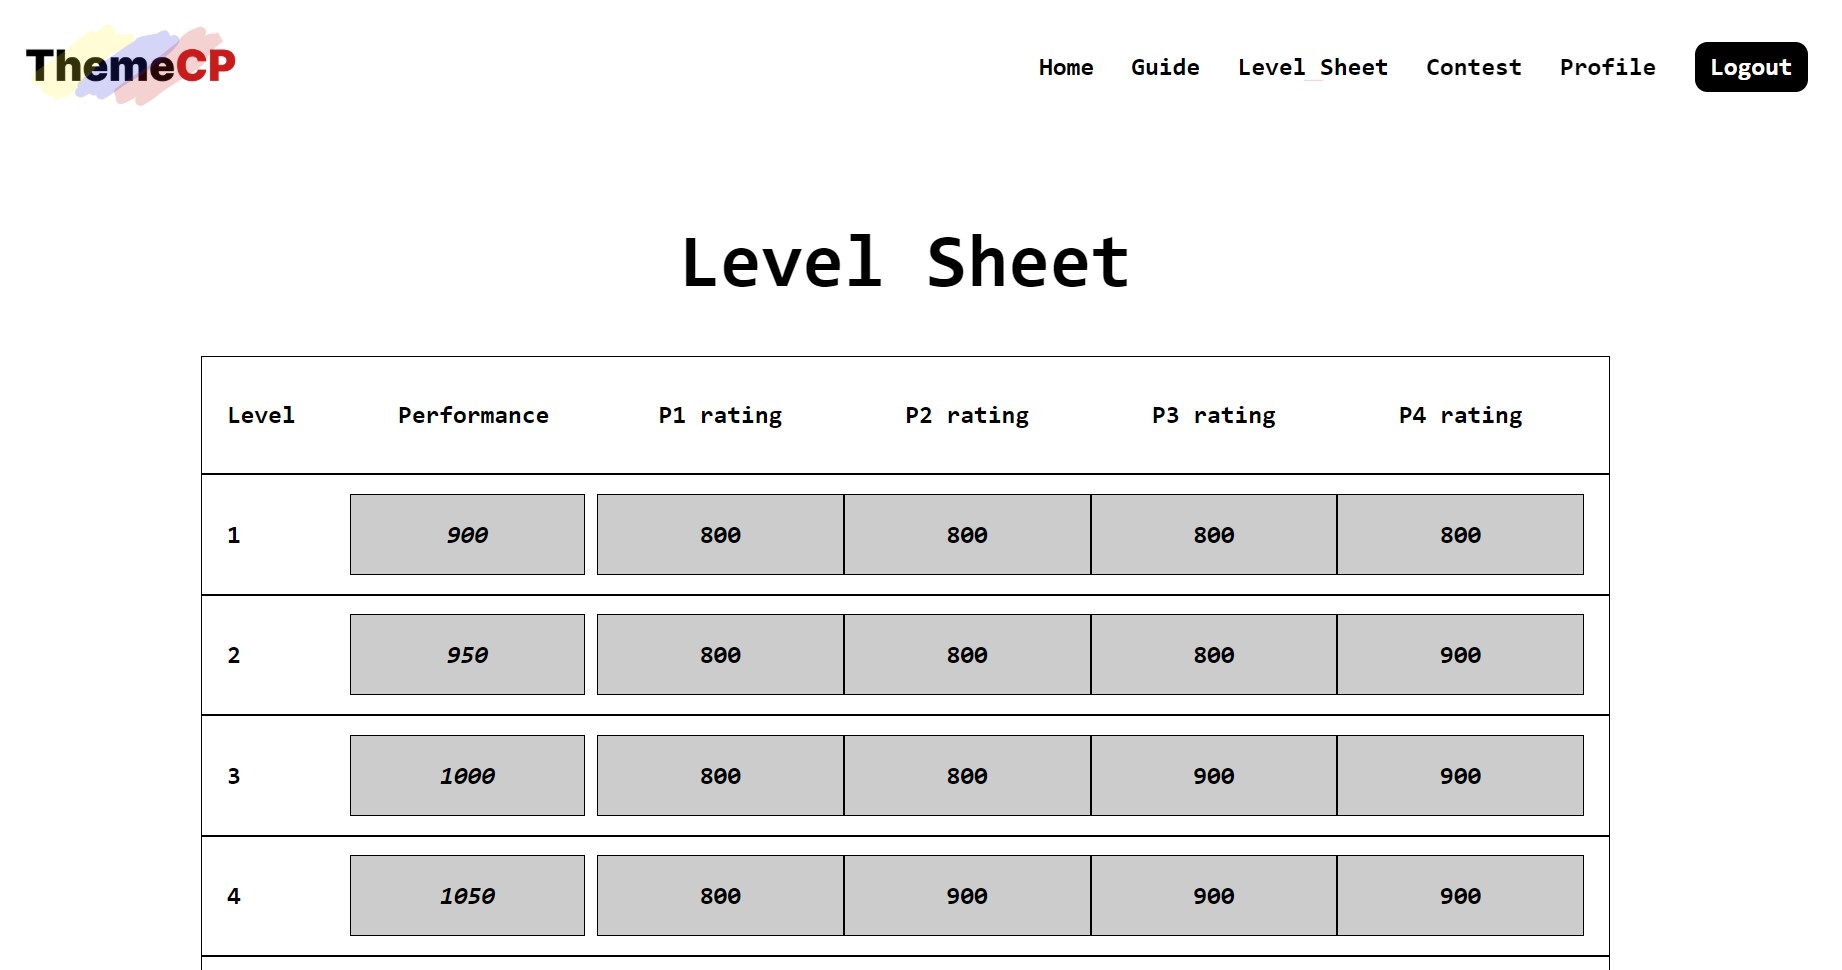 ThemeCP
Home Guide Level Sheet Contest Profile Logout
Level Sheet
Level Performance P1 rating P2 rating P3 rating P4 rating
1 900 800 800 800 800
2 950 800 800 800 900
3 1000 800 800 900 900
4 1050 800 900 900 900